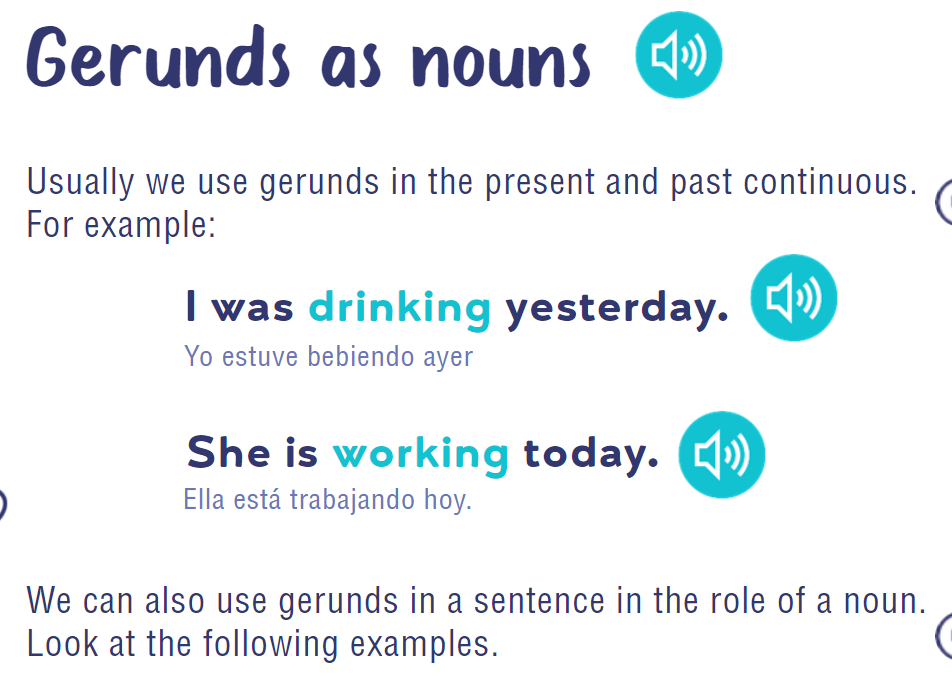 Gerunds as nouns
Usually we use gerunds in the present and past continuous.
For example:
I was drinking yesterday.
Yo estuve bebiendo ayer
She is working today.
Ella está trabajando hoy.
We can also use gerunds in a sentence in the role of a noun.
Look at the following examples.